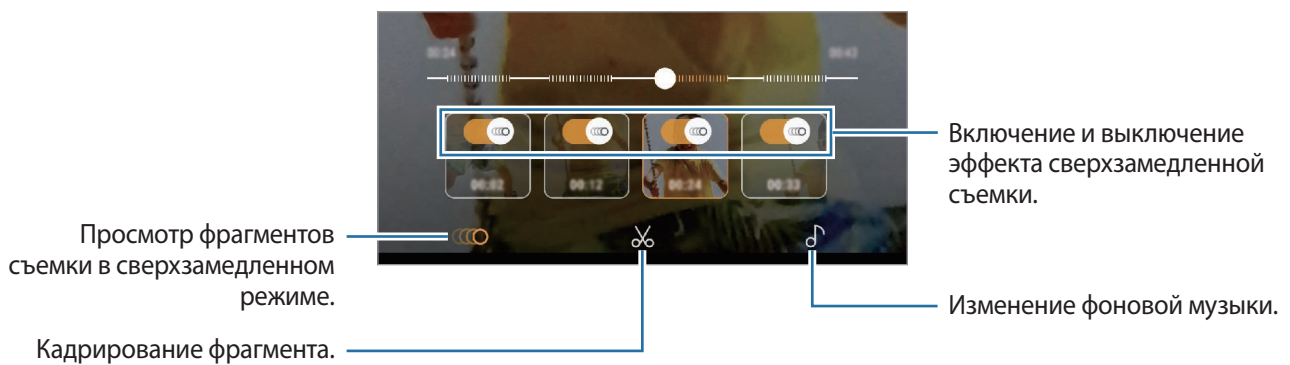 00:24
00:43
00:02
00:12
00:24
00:33
Включение и выключение
эффекта сверхзамедленной
съемки.
Просмотр фрагментов
съемки в сверхзамедленном
режиме.
Изменение фоновой музыки.
Кадрирование фрагмента.